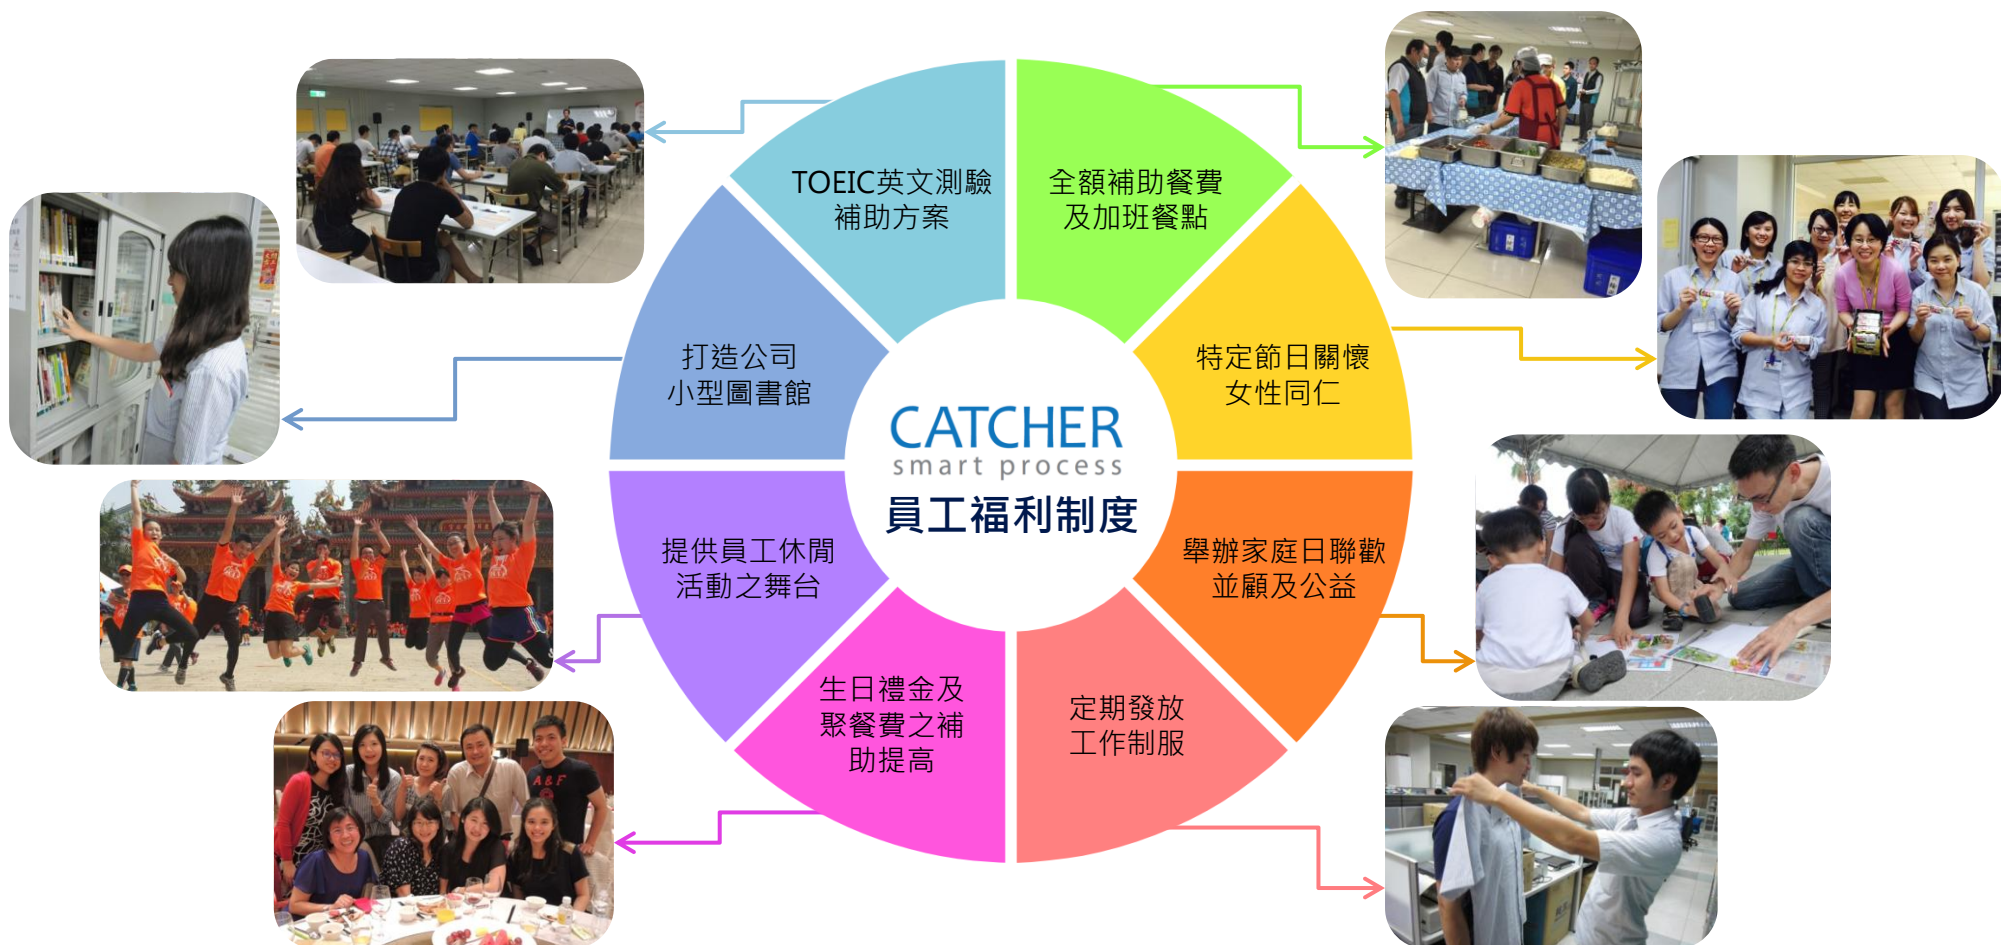 TOEIC英文測驗
補助方案
全額補助餐費
及加班餐點
特定節日關懷
女性同仁
舉辦家庭日聯歡
並顧及公益
定期發放
工作制服
生日禮金及
聚餐費之補
助提高
提供員工休閒
活動之舞台
打造公司
小型圖書館
CATCHER
smart process
員工福利制度
A & F